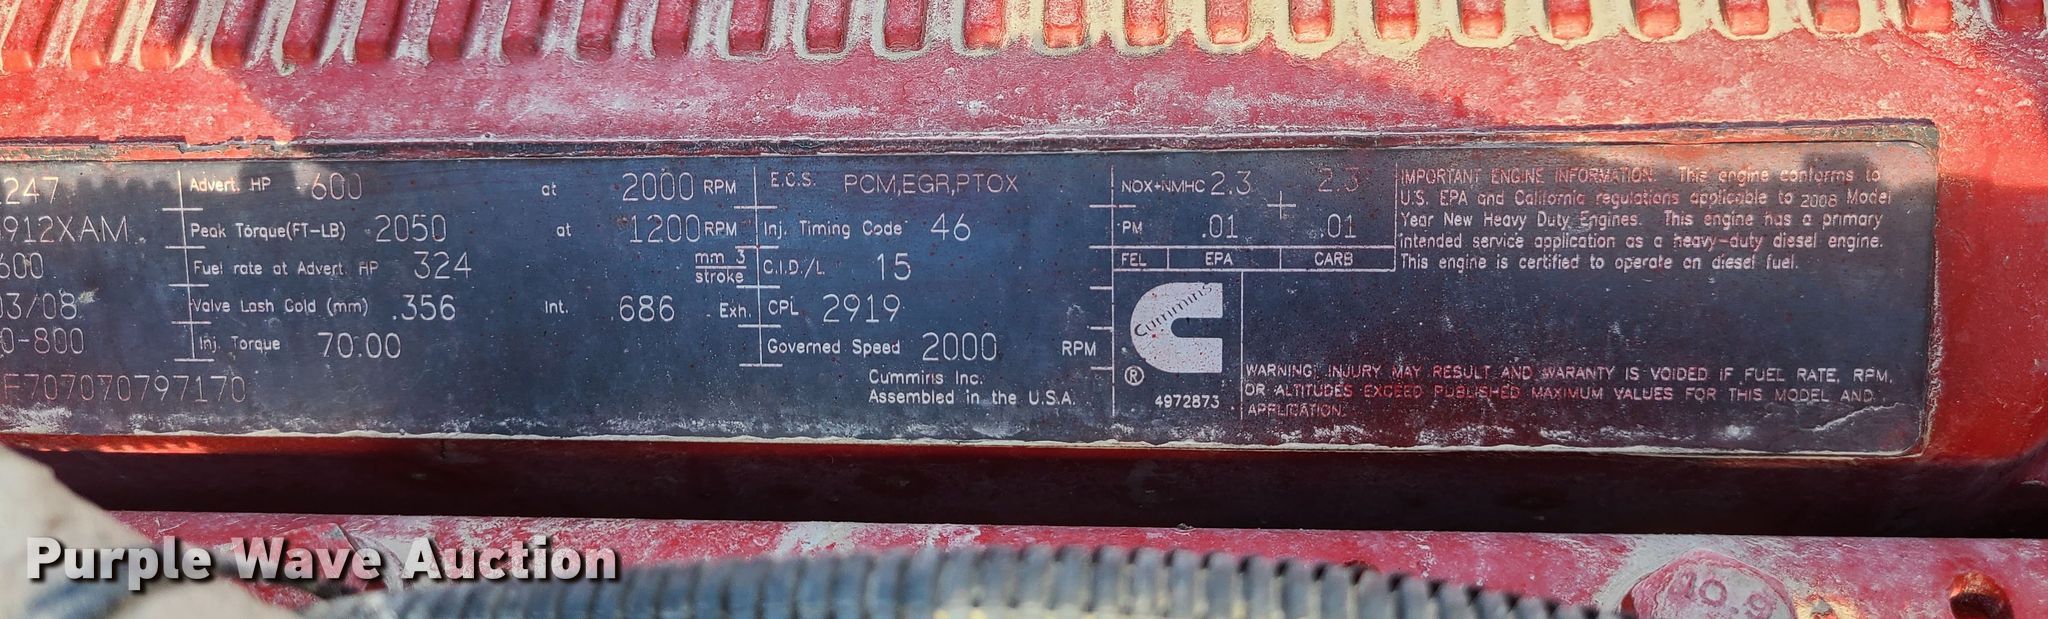 247 Advert. HP 600 at 2000 RPM E.C.S. PCM,EGR,PTOX
912XAM Peak Torque(FT-LB) 2050 at 1200 RPM Inj. Timing Code 46
600 Fuel rate at Advert. HP 324 mm 3 stroke C.I.D./L 15
03/08 Valve Lash Cold (mm) .356 Int. .686 Exh. CPL 2919
0-800 Inj. Torque 70.00 Governed Speed 2000 RPM
707070797170
Cummins Inc.
Assembled in the U.S.A.
NOX+NMHC 2.3 2.3
PM .01 .01
FEL EPA CARB
Cummins
®
4972873
IMPORTANT ENGINE INFORMATION: This engine conforms to
U.S. EPA and California regulations applicable to 2008 Model
Year New Heavy Duty Engines. This engine has a primary
intended service application as a heavy-duty diesel engine.
This engine is certified to operate on diesel fuel.
WARNING: INJURY MAY RESULT AND WARANTY IS VOIDED IF FUEL RATE, RPM,
OR ALTITUDES EXCEED PUBLISHED MAXIMUM VALUES FOR THIS MODEL AND
APPLICATION.
10.9
Purple Wave Auction